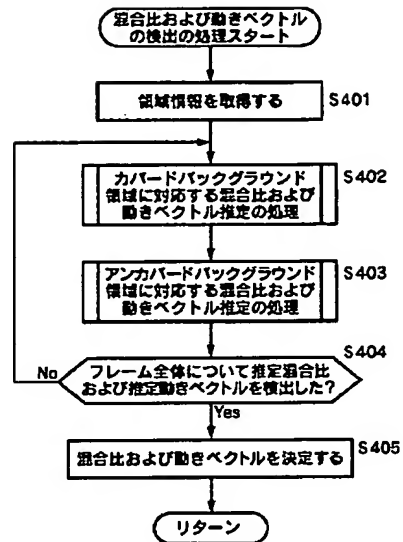 混合比および動きベクトル
の検出の処理スタート
領域情報を取得する
S401
カバードバックグラウンド
領域に対応する混合比および
動きベクトル推定の処理
S402
アンカバードバックグラウンド
領域に対応する混合比および
動きベクトル推定の処理
S403
S404
フレーム全体について推定混合比
および推定動きベクトルを検出した?
No
Yes
混合比および動きベクトルを決定する
S405
リターン